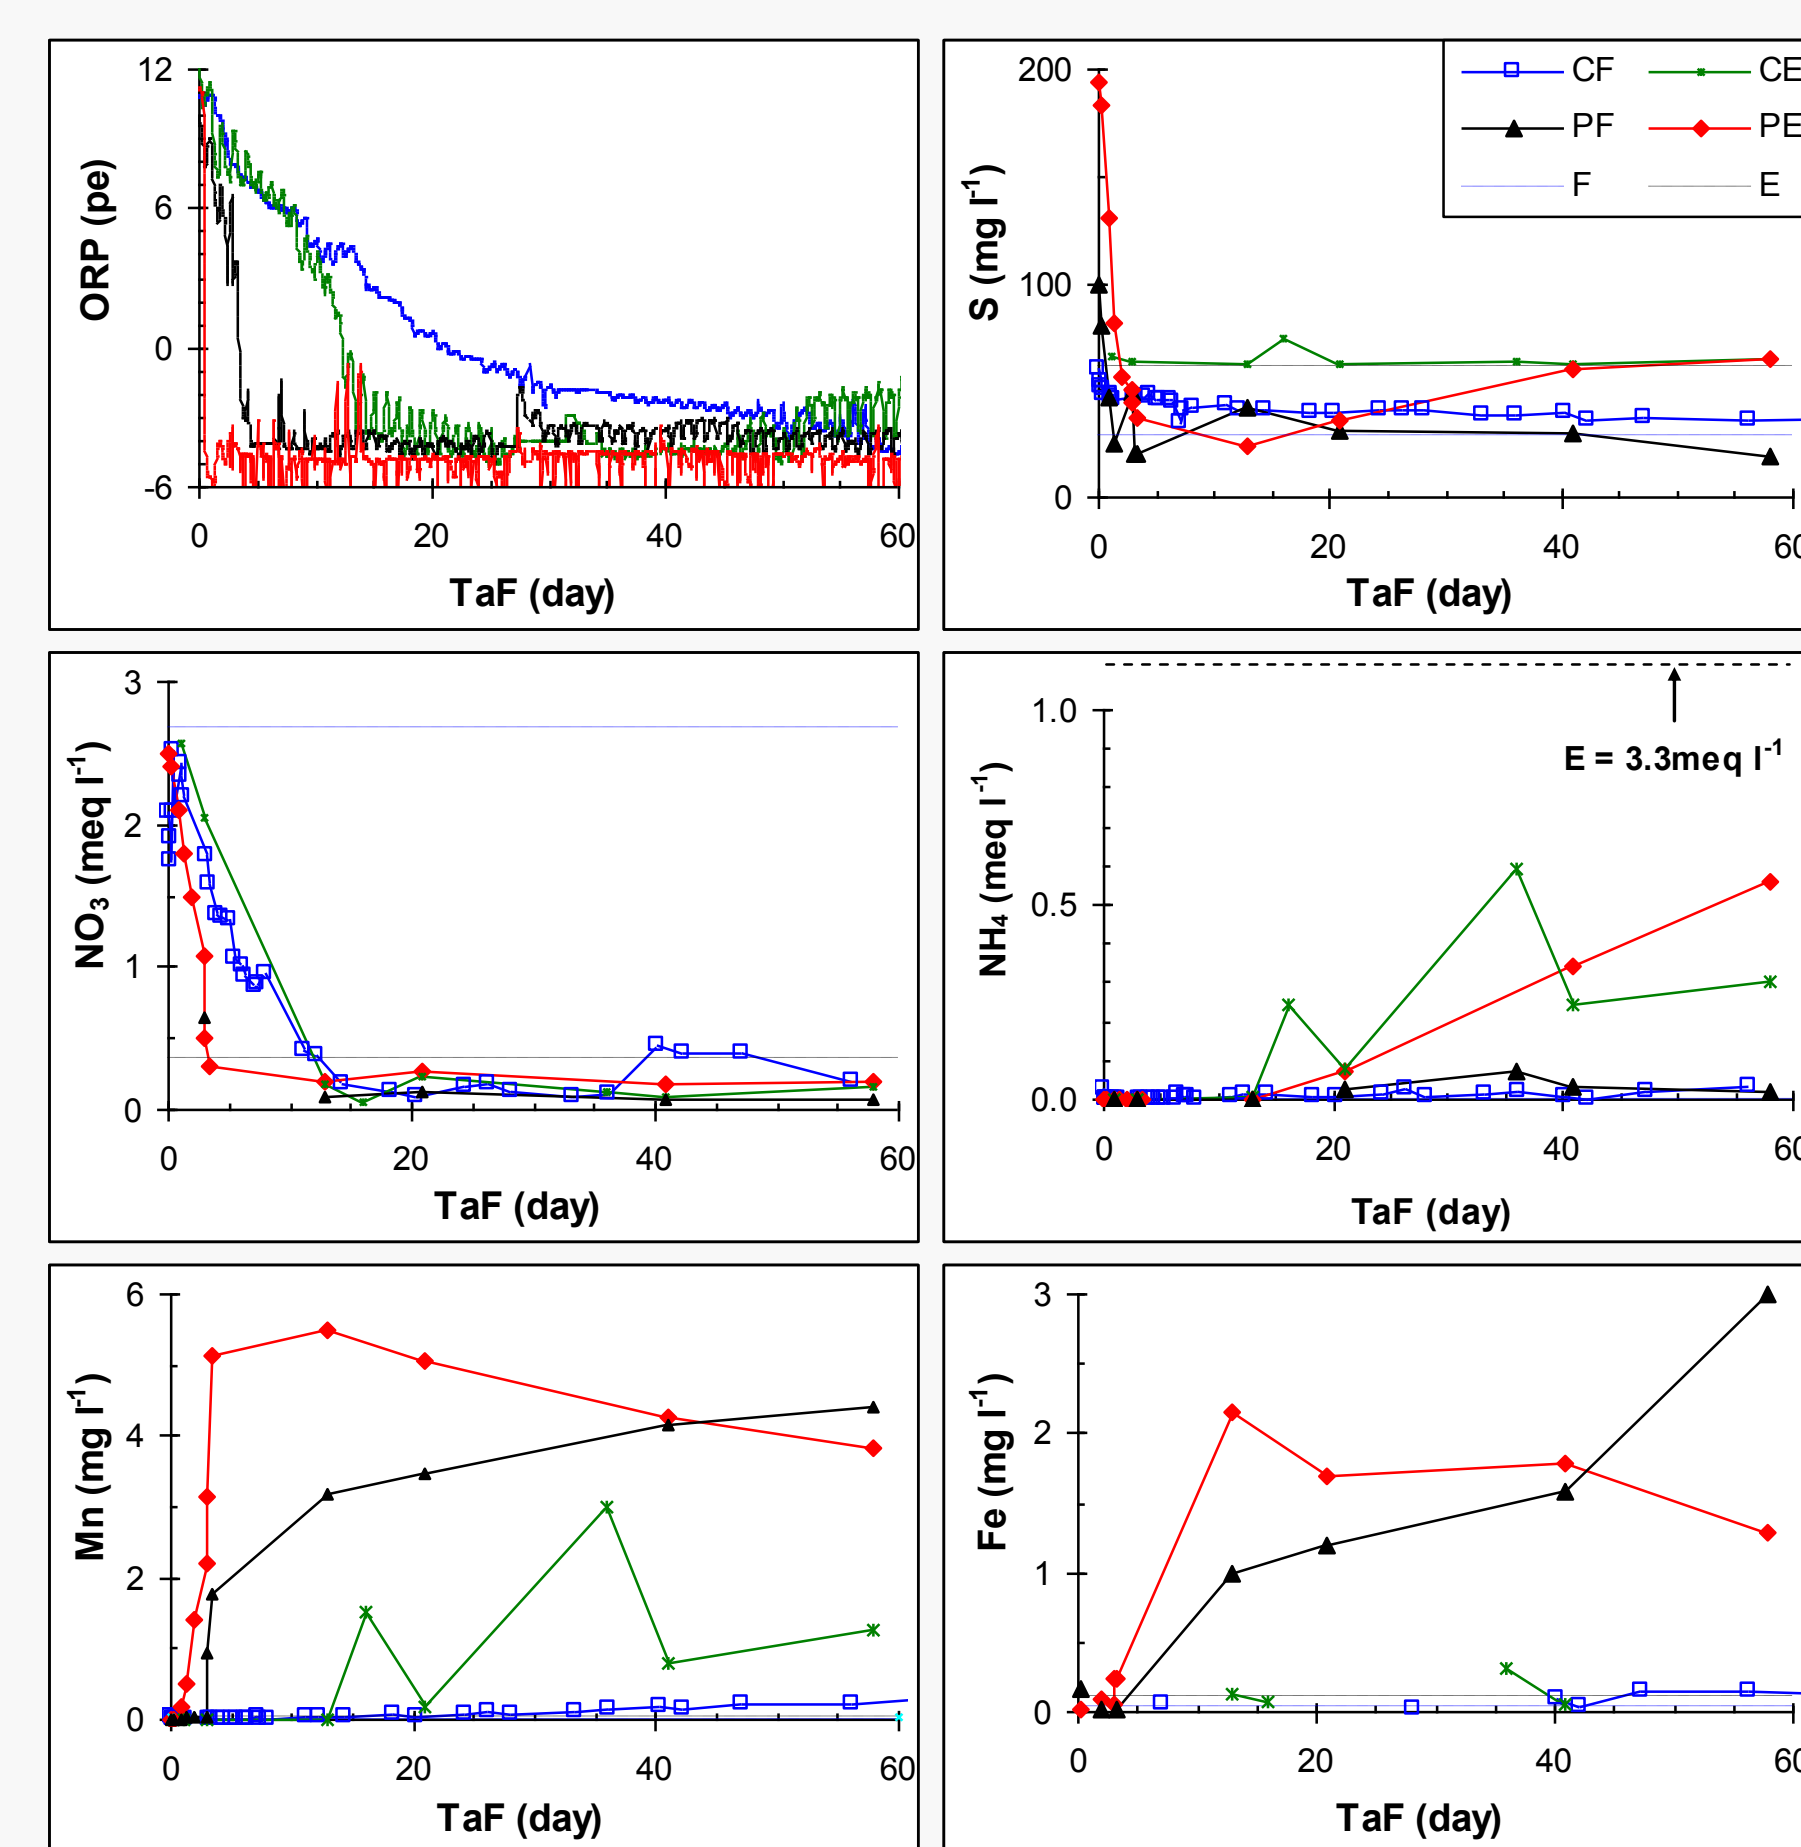 12
6
0
-6
ORP (pe)
0 20 40 60
TaF (day)
200
100
0
S (mg l-1)
CF CE
PF PE
F E
0 20 40 60
TaF (day)
3
2
1
0
NO3 (meq l-1)
0 20 40 60
TaF (day)
1.0
0.5
0.0
NH4 (meq l-1)
E = 3.3meq l-1
0 20 40 60
TaF (day)
6
4
2
0
Mn (mg l-1)
0 20 40 60
TaF (day)
3
2
1
0
Fe (mg l-1)
0 20 40 60
TaF (day)